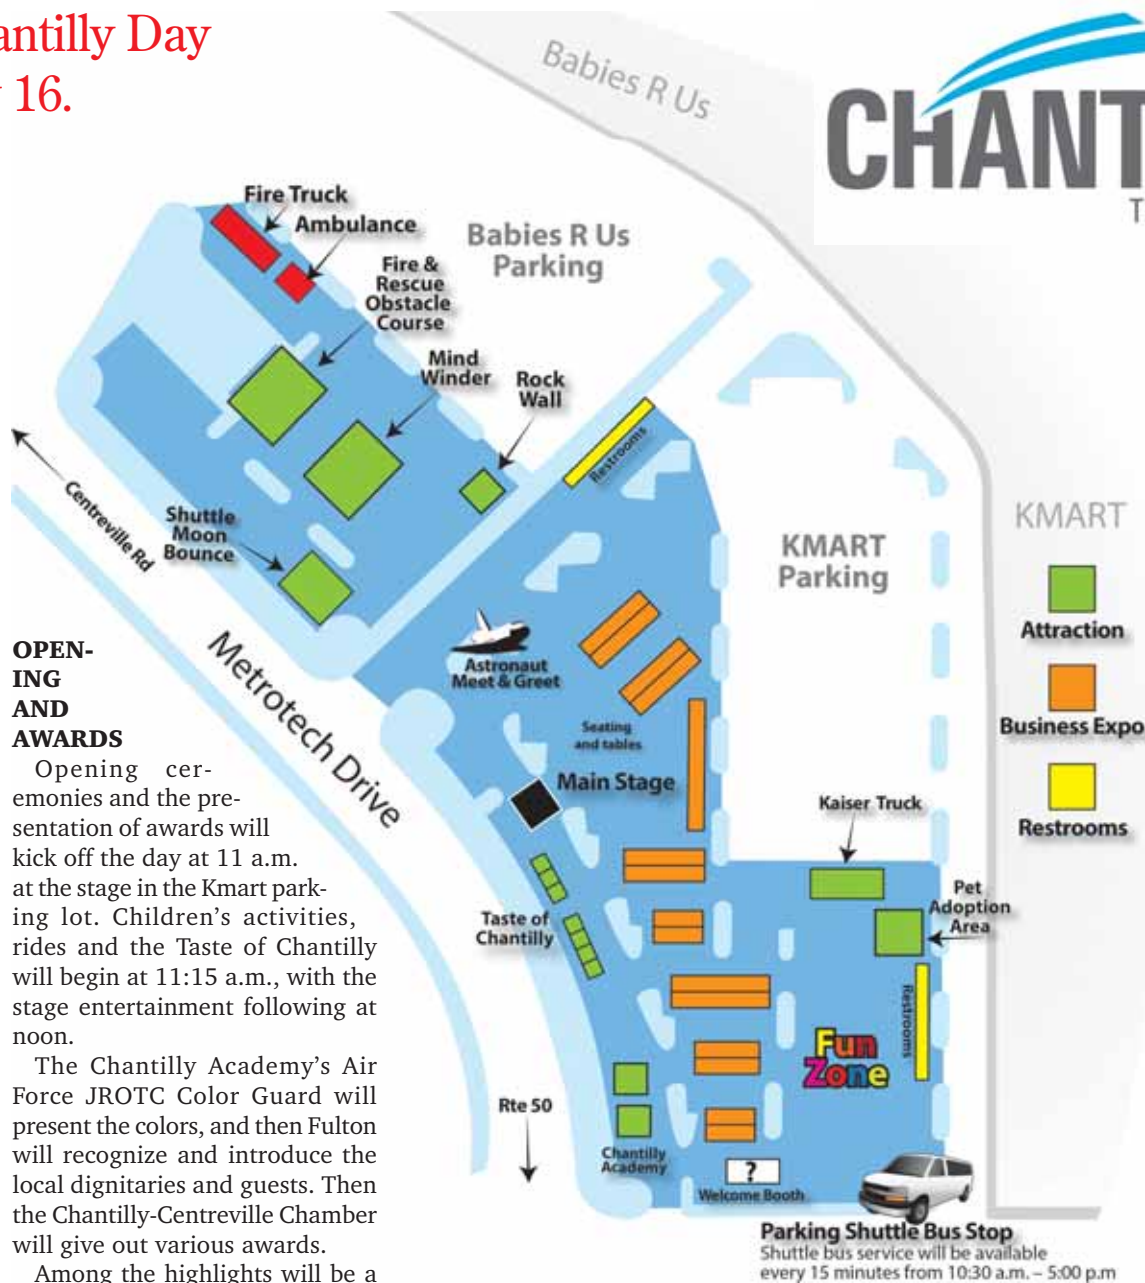 antilly Day
16.
CHANT
T
Babies R Us
Fire Truck
Ambulance
Babies R Us
Parking
Fire &
Rescue
Obstacle
Course
Mind
Winder
Rock
Wall
Restrooms
Centreville Rd
Shuttle
Moon
Bounce
KMART
Parking
KMART
Attraction
Business Expo
Restrooms
Metrotech Drive
Astronaut
Meet & Greet
Seating
and tables
Main Stage
Kaiser Truck
Pet
Adoption
Area
Taste of
Chantilly
Restrooms
Fun
Zone
Rte 50
Chantilly
Academy
?
Welcome Booth
Parking Shuttle Bus Stop
Shuttle bus service will be available
every 15 minutes from 10:30 a.m. – 5:00 p.m
OPEN-
ING
AND
AWARDS
Opening cer-
emonies and the pre-
sentation of awards will
kick off the day at 11 a.m.
at the stage in the Kmart park-
ing lot. Children’s activities,
rides and the Taste of Chantilly
will begin at 11:15 a.m., with the
stage entertainment following at
noon.
The Chantilly Academy’s Air
Force JROTC Color Guard will
present the colors, and then Fulton
will recognize and introduce the
local dignitaries and guests. Then
the Chantilly-Centreville Chamber
will give out various awards.
Among the highlights will be a